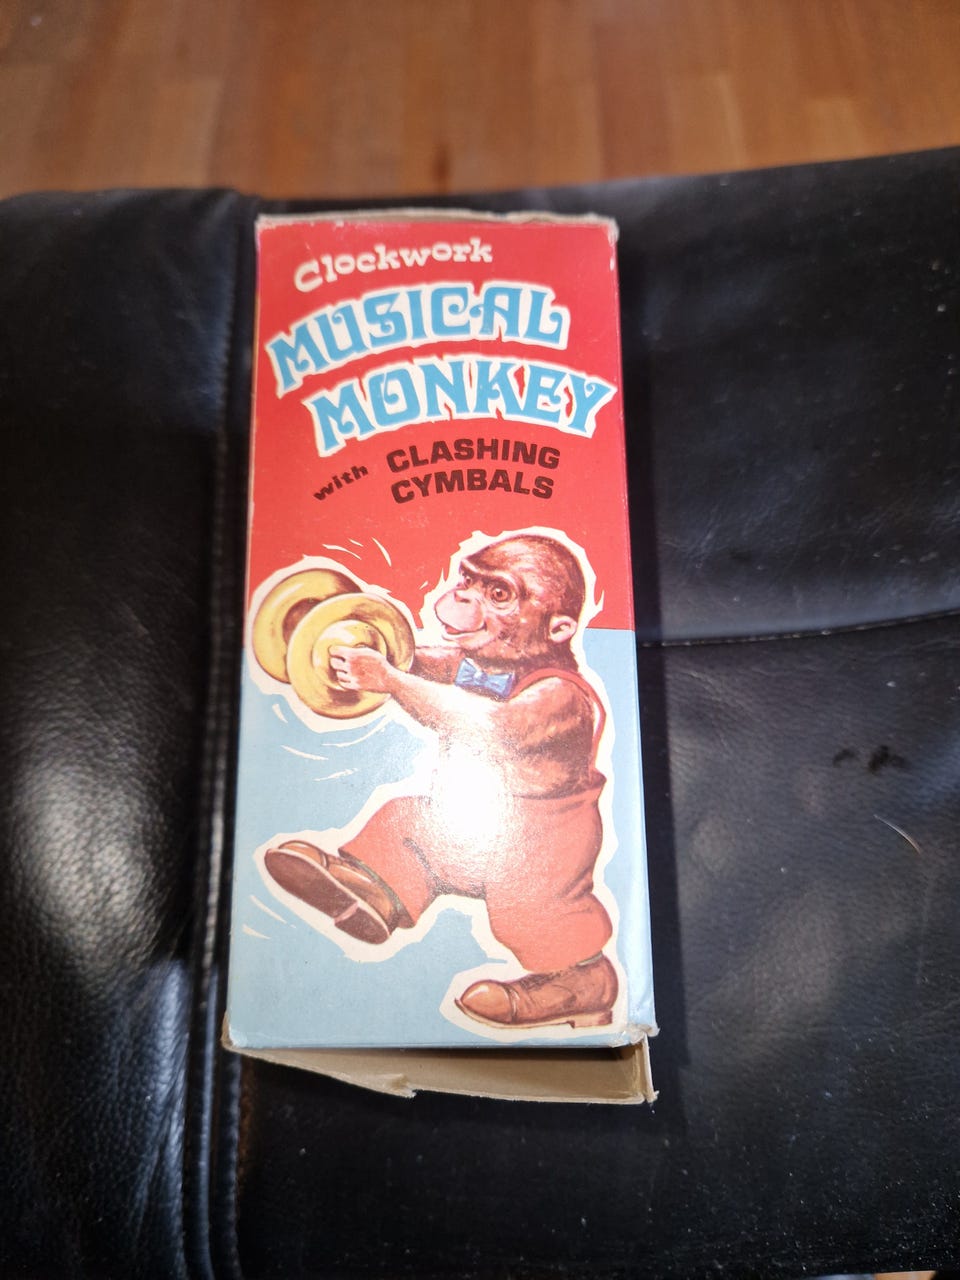 Clockwork
MUSICAL
MONKEY
with CLASHING
CYMBALS